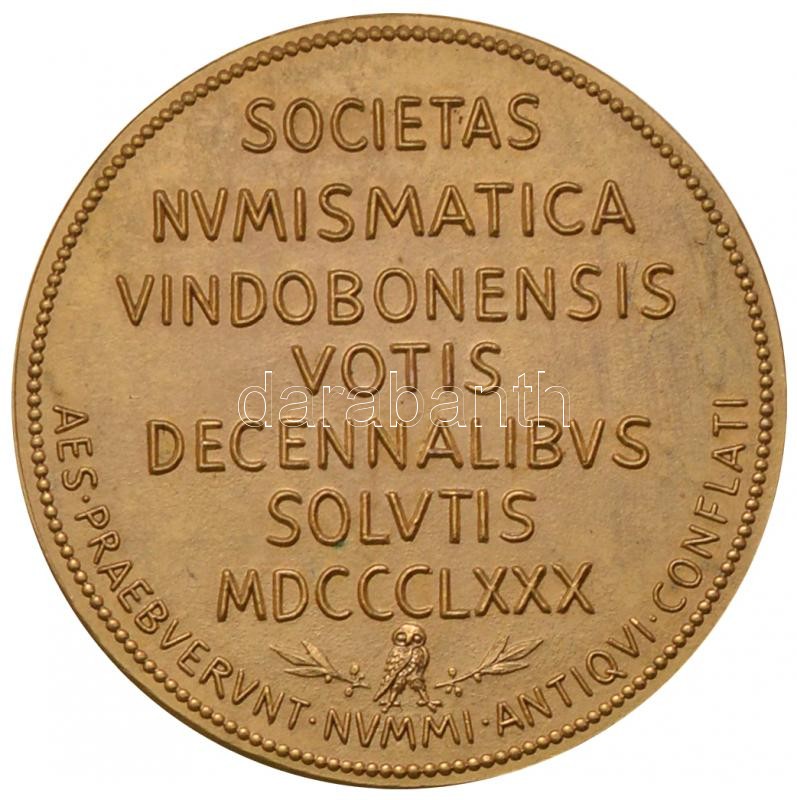 SOCIETAS
NVMISMATICA
VINDOBONENSIS
VOTIS
DECENNALIBVS
SOLVTIS
MDCCCLXXX
AES·PRAEBVERVNT·NVMMI·ANTIQVI·CONFLATI
darabanth